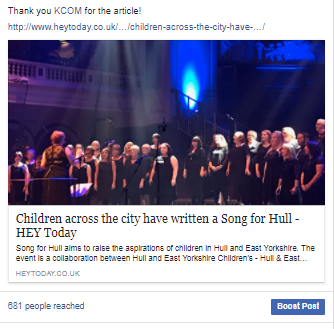 Thank you KCOM for the article!
http://www.heytoday.co.uk/…/children-across-the-city-have-…/
Children across the city have written a Song for Hull -
HEY Today
Song for Hull aims to raise the aspirations of children in Hull and East Yorkshire. The
event is a collaboration between Hull and East Yorkshire Children's - Hull & East…
HEYTODAY.CO.UK
681 people reached
Boost Post